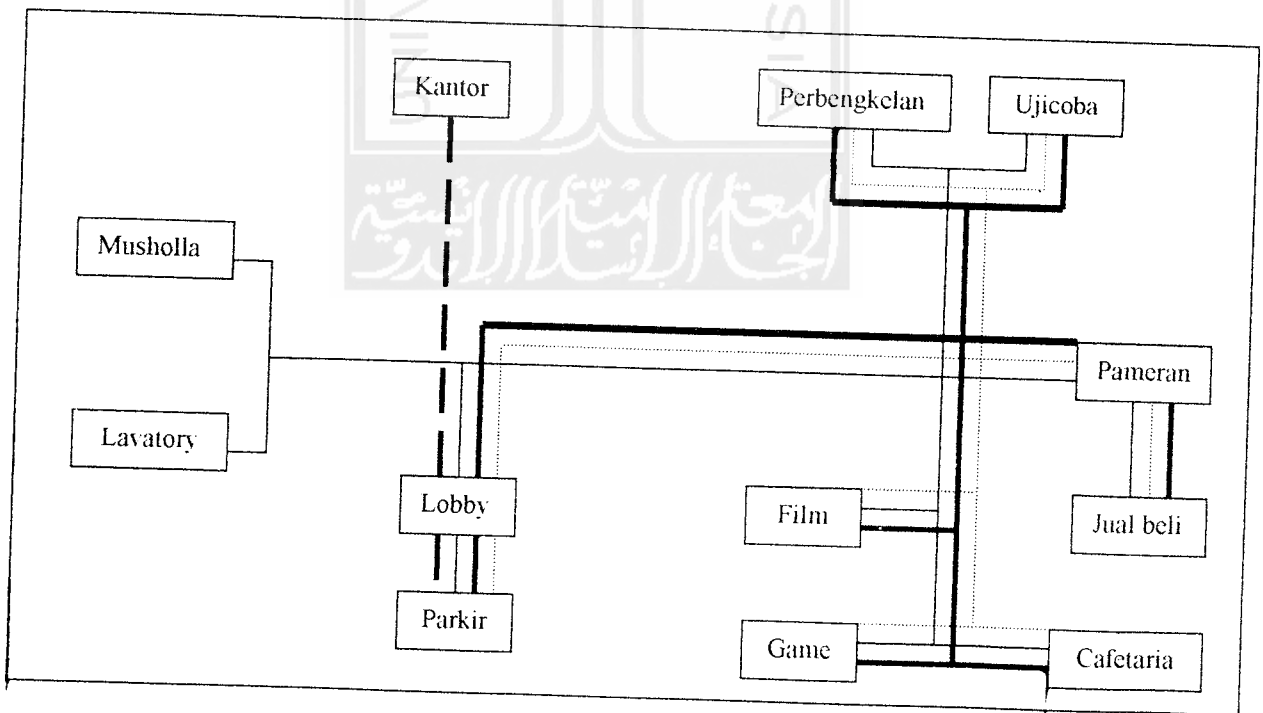 Kantor
Perbengkelan
Ujicoba
Musholla
Pameran
Lavatory
Lobby
Film
Jual beli
Parkir
Game
Cafetaria